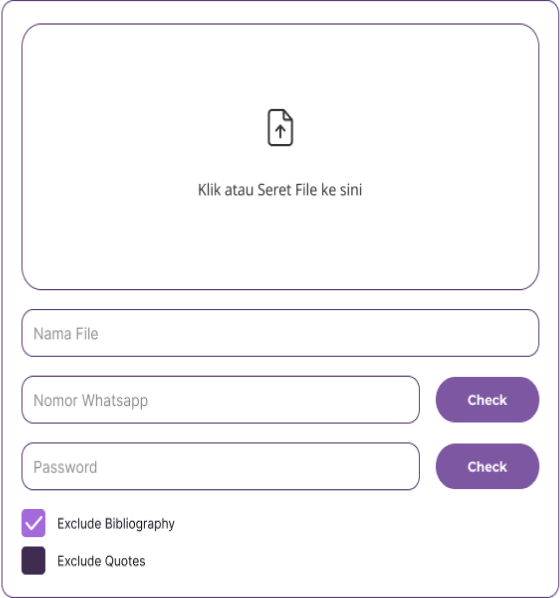 Klik atau Seret File ke sini
Nama File
Nomor Whatsapp
Check
Password
Check
Exclude Bibliography
Exclude Quotes